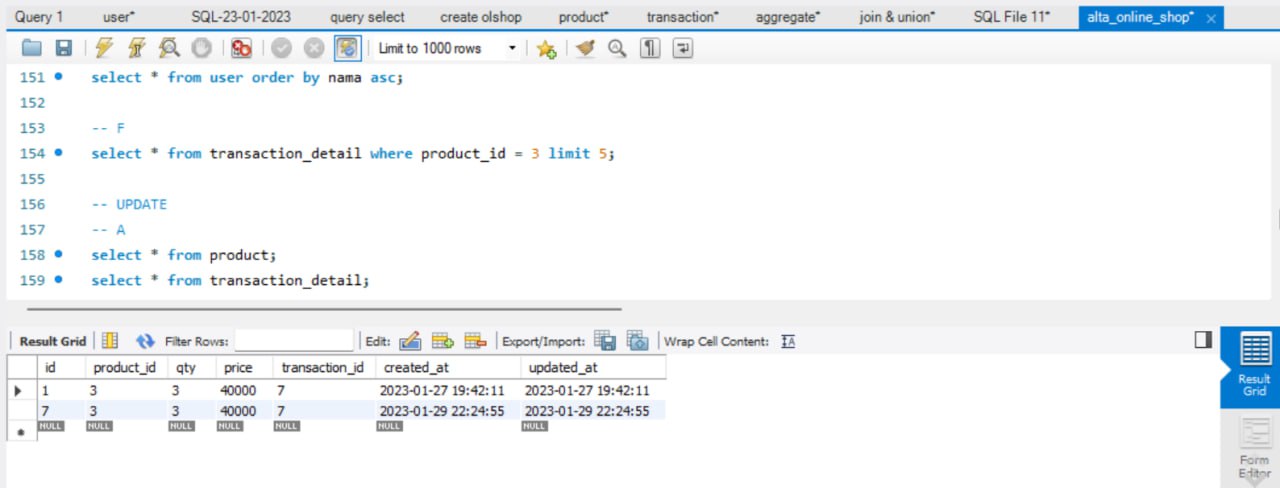 Query 1 user* SQL-23-01-2023 query select create olshop product* transaction* aggregate* join & union* SQL File 11* alta_online_shop* ×
Limit to 1000 rows
151 select * from user order by nama asc;
152
153 -- F
154 select * from transaction_detail where product_id = 3 limit 5;
155
156 -- UPDATE
157 -- A
158 select * from product;
159 select * from transaction_detail;
Result Grid Filter Rows: Edit: Export/Import: Wrap Cell Content: IA
id product_id qty price transaction_id created_at updated_at
1 3 3 40000 7 2023-01-27 19:42:11 2023-01-27 19:42:11
7 3 3 40000 7 2023-01-29 22:24:55 2023-01-29 22:24:55
NULL NULL NULL NULL NULL NULL NULL
Result
Grid
Form
Editor